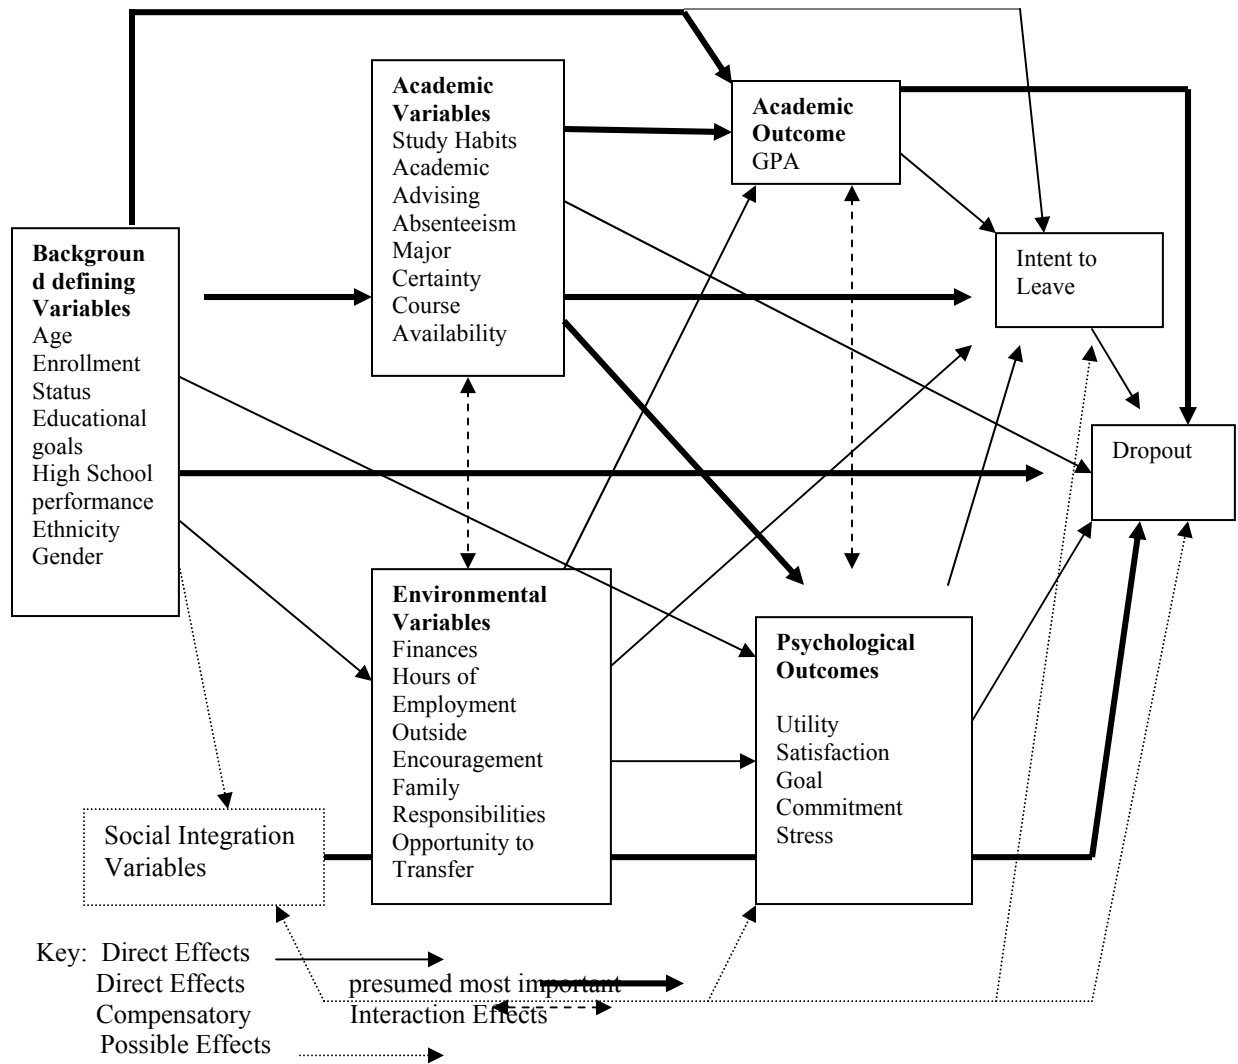 Academic
Variables
Study Habits
Academic
Advising
Absenteeism
Major
Certainty
Course
Availability
Academic
Outcome
GPA
Backgroun
d defining
Variables
Age
Enrollment
Status
Educational
goals
High School
performance
Ethnicity
Gender
Intent to
Leave
Dropout
Environmental
Variables
Finances
Hours of
Employment
Outside
Encouragement
Family
Responsibilities
Opportunity to
Transfer
Psychological
Outcomes
Utility
Satisfaction
Goal
Commitment
Stress
Social Integration
Variables
Key: Direct Effects
Direct Effects presumed most important
Compensatory Interaction Effects
Possible Effects